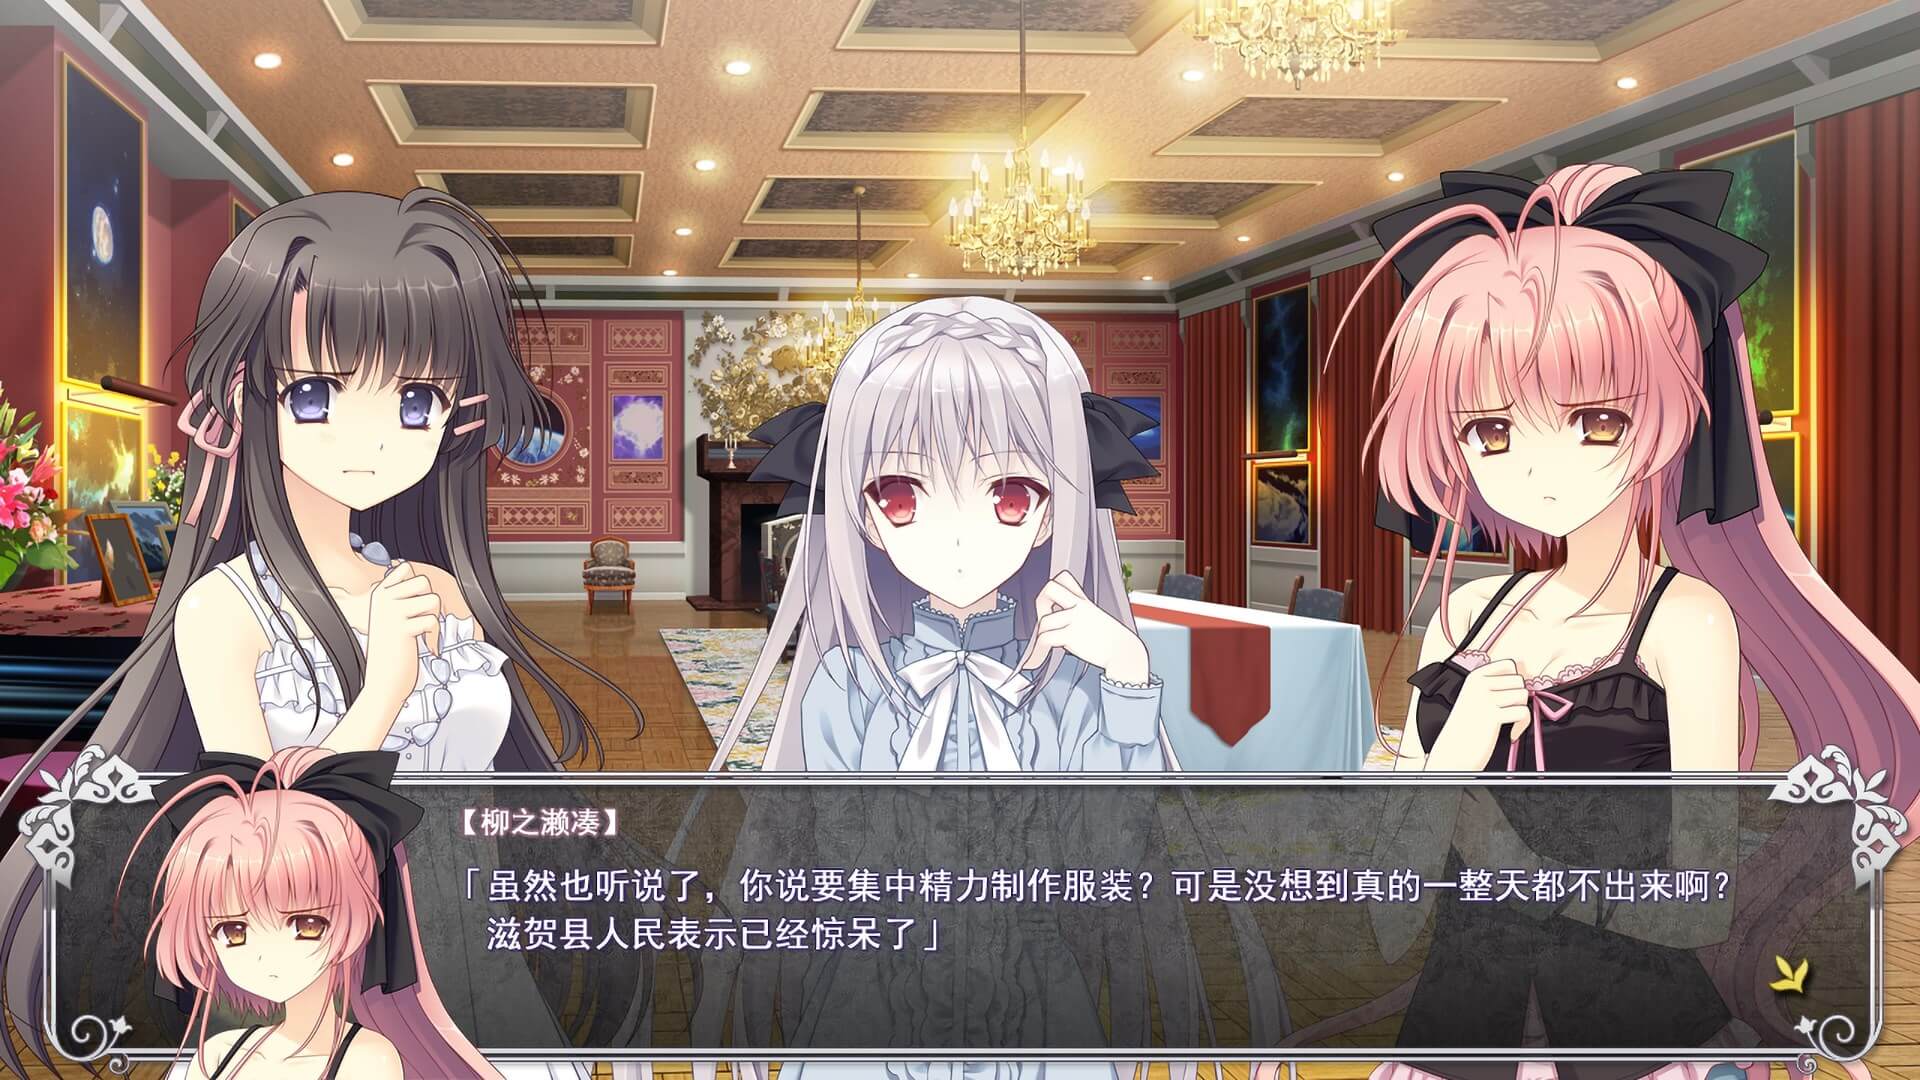 【柳之濑凑】
「虽然也听说了，你说要集中精力制作服装？可是没想到真的一整天都不出来啊？
滋贺县人民表示已经惊呆了」